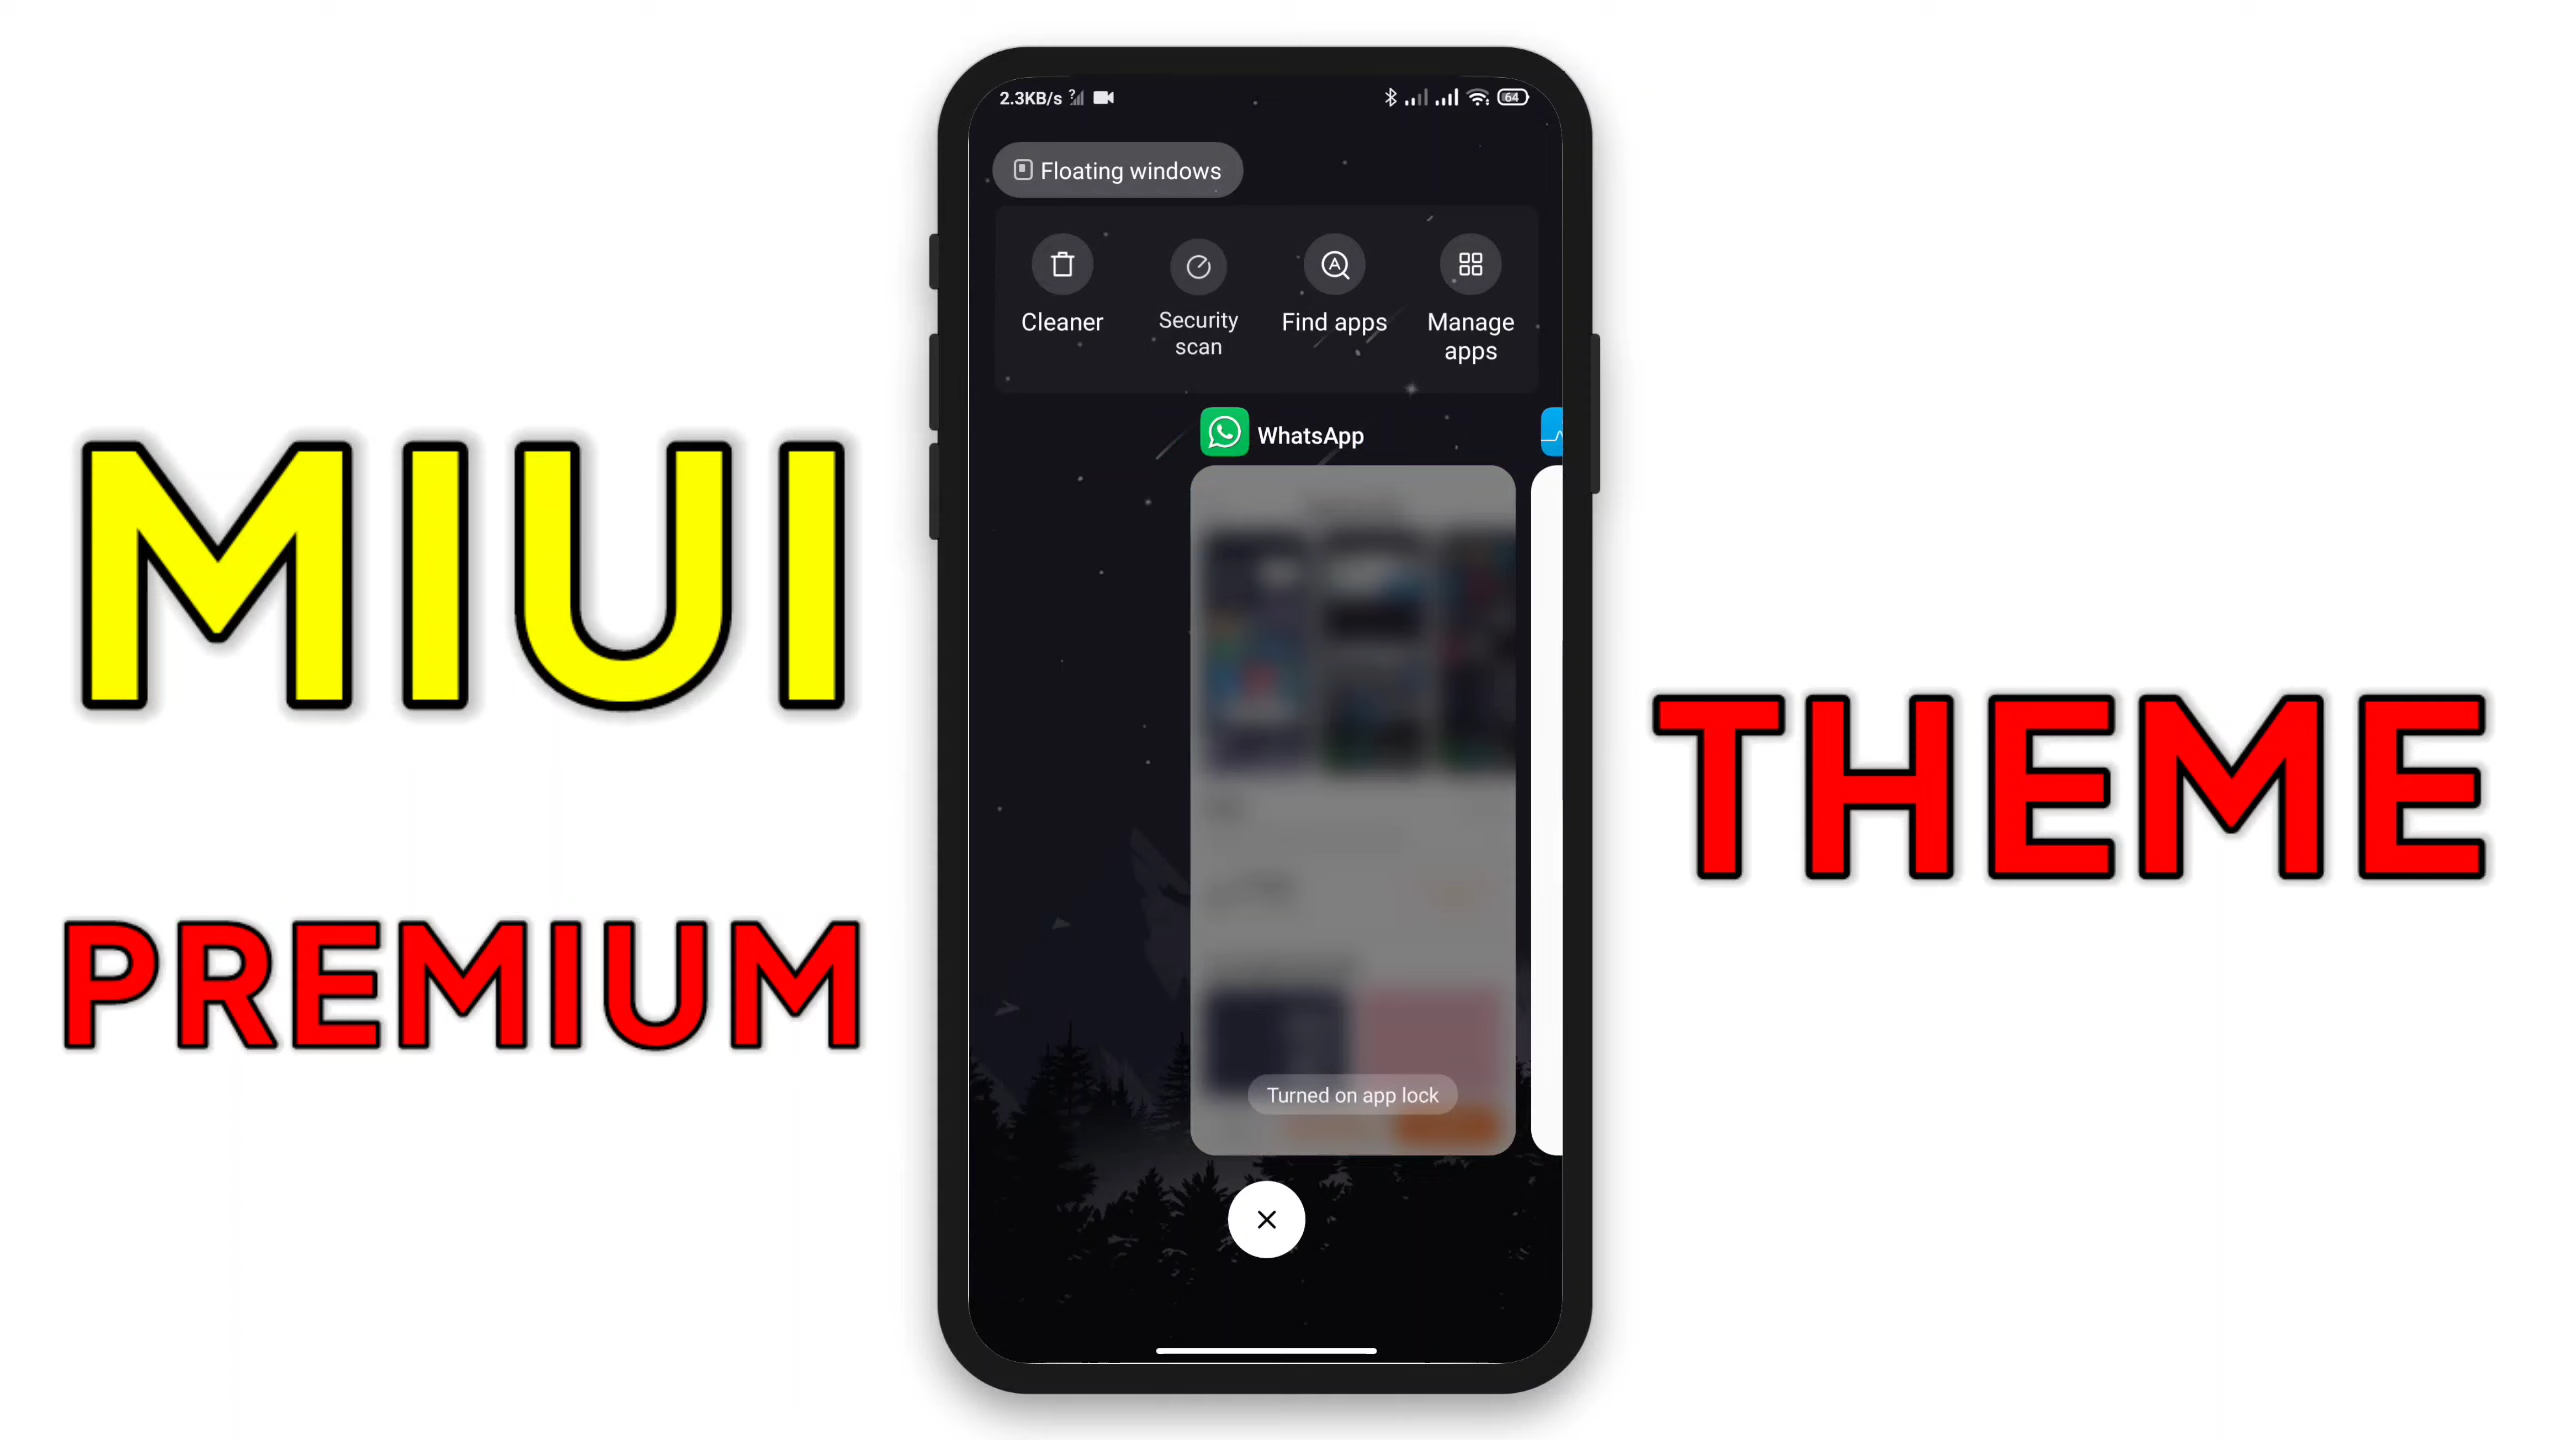 2.3KB/s ?
64
Floating windows
Cleaner
Security
scan
Find apps
Manage
apps
WhatsApp
MIUI
THEME
PREMIUM
Turned on app lock